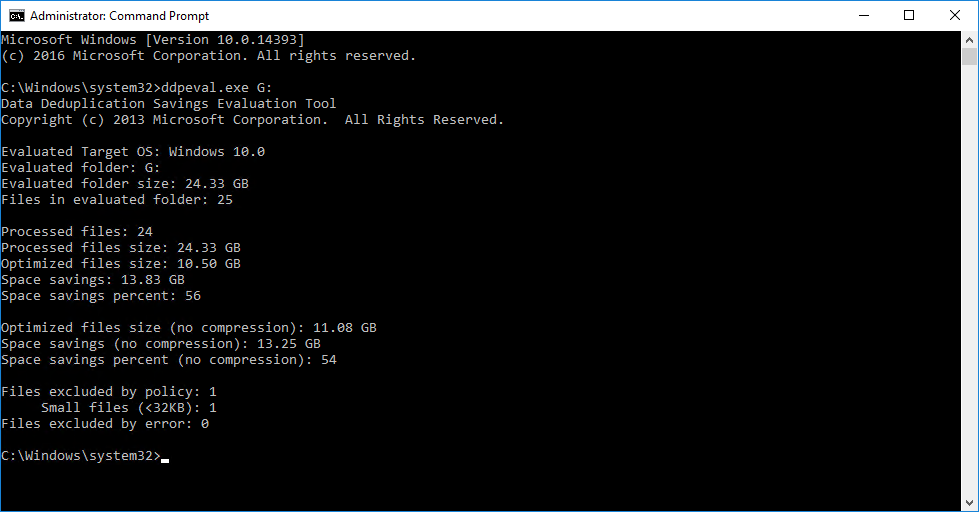 Administrator: Command Prompt
Microsoft Windows [Version 10.0.14393]
(c) 2016 Microsoft Corporation. All rights reserved.
C:\Windows\system32>ddpeval.exe G:
Data Deduplication Savings Evaluation Tool
Copyright (c) 2013 Microsoft Corporation.  All Rights Reserved.
Evaluated Target OS: Windows 10.0
Evaluated folder: G:
Evaluated folder size: 24.33 GB
Files in evaluated folder: 25
Processed files: 24
Processed files size: 24.33 GB
Optimized files size: 10.50 GB
Space savings: 13.83 GB
Space savings percent: 56
Optimized files size (no compression): 11.08 GB
Space savings (no compression): 13.25 GB
Space savings percent (no compression): 54
Files excluded by policy: 1
     Small files (<32KB): 1
Files excluded by error: 0
C:\Windows\system32>